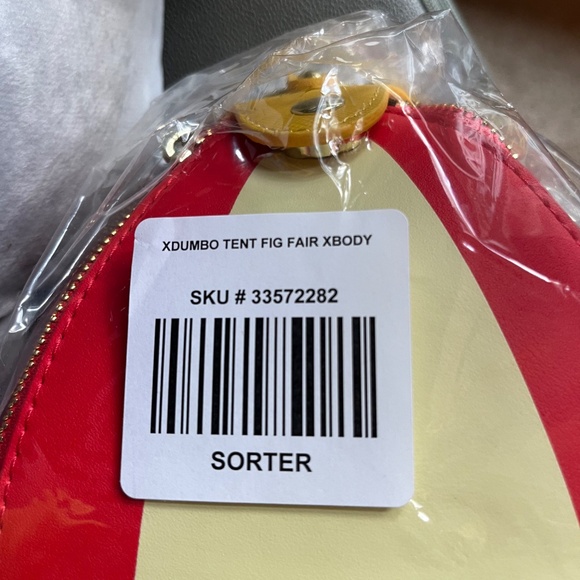 XDUMBO TENT FIG FAIR XBODY
SKU # 33572282
SORTER